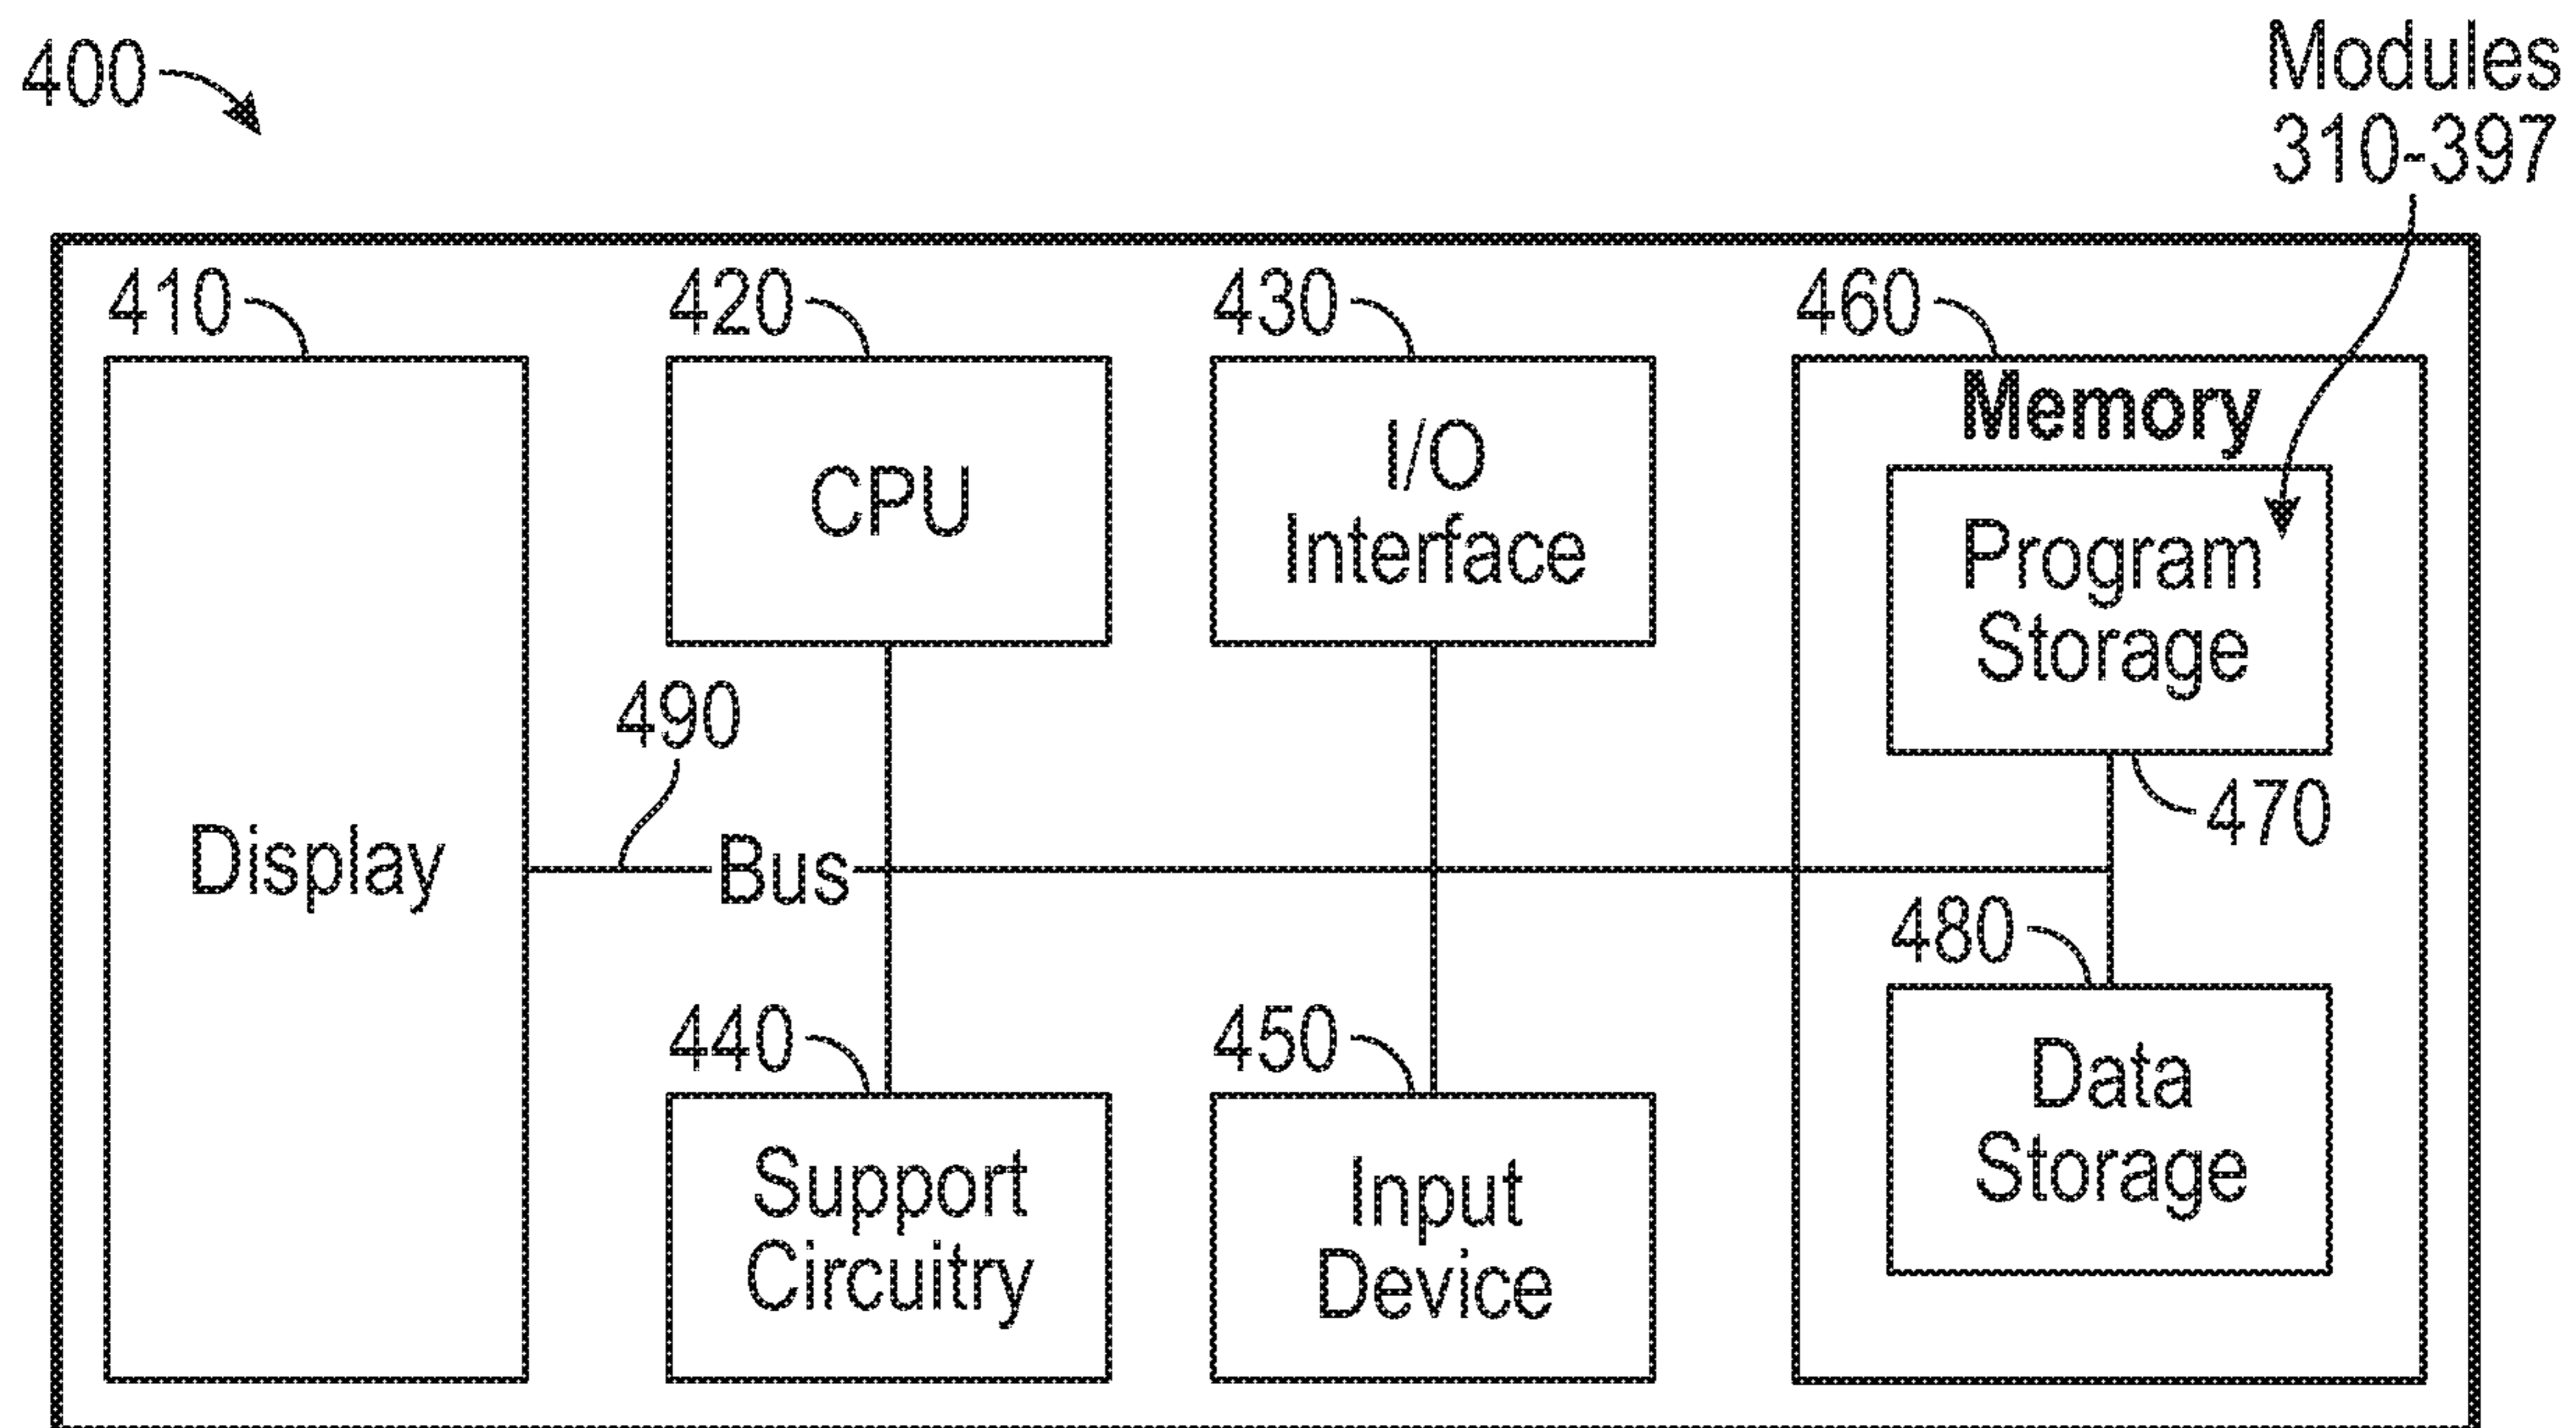 400
Modules
310-397
410
420
430
460
Display
CPU
I/O
Interface
Memory
Program
Storage
470
490
Bus
480
Data
Storage
440
Support
Circuitry
450
Input
Device